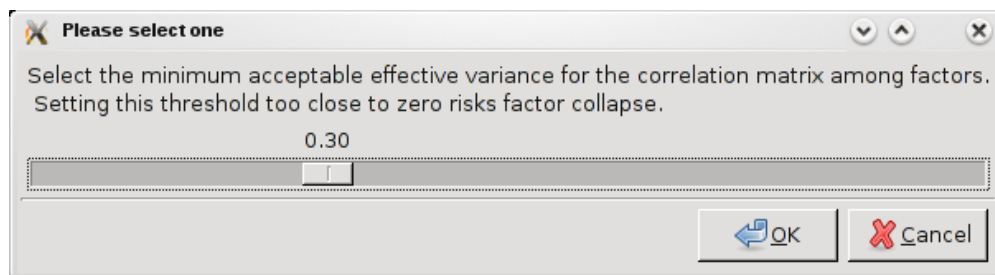 Please select one
Select the minimum acceptable effective variance for the correlation matrix among factors.
Setting this threshold too close to zero risks factor collapse.
0.30
OK
Cancel